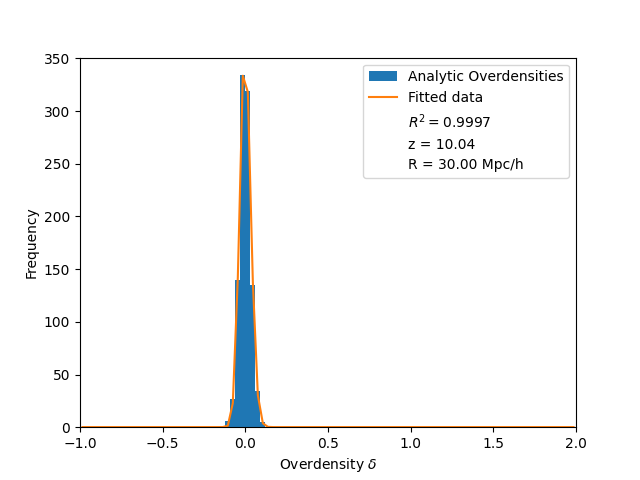 350
300
250
200
150
100
50
0
Frequency
−1.0 −0.5 0.0 0.5 1.0 1.5 2.0
Overdensity δ
Analytic Overdensities
Fitted data
R² = 0.9997
z = 10.04
R = 30.00 Mpc/h